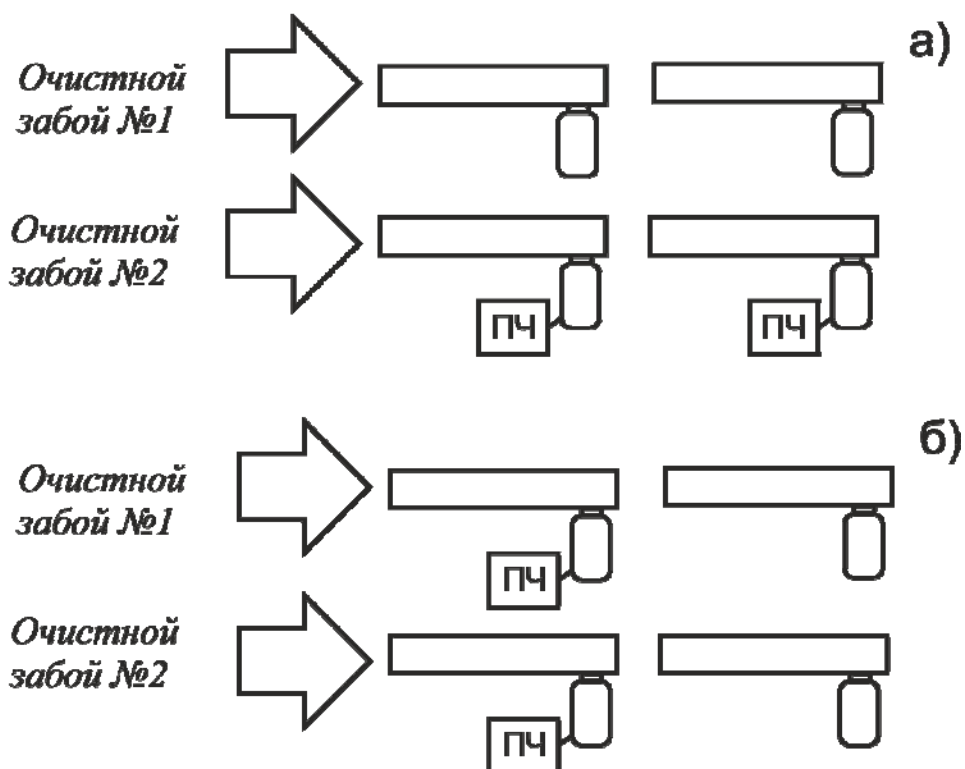 а)
Очистной
забой №1
Очистной
забой №2
ПЧ
ПЧ
б)
Очистной
забой №1
ПЧ
Очистной
забой №2
ПЧ